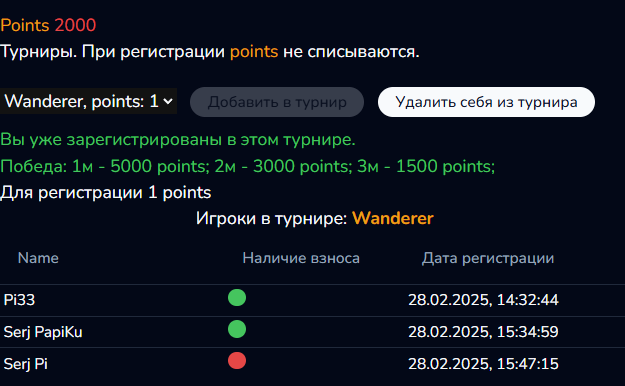 Points 2000
Турниры. При регистрации points не списываются.
Wanderer, points: 1 Добавить в турнир Удалить себя из турнира
Вы уже зарегистрированы в этом турнире.
Победа: 1м - 5000 points; 2м - 3000 points; 3м - 1500 points;
Для регистрации 1 points
Игроки в турнире: Wanderer
Name Наличие взноса Дата регистрации
Pi33 28.02.2025, 14:32:44
Serj PapiKu 28.02.2025, 15:34:59
Serj Pi 28.02.2025, 15:47:15